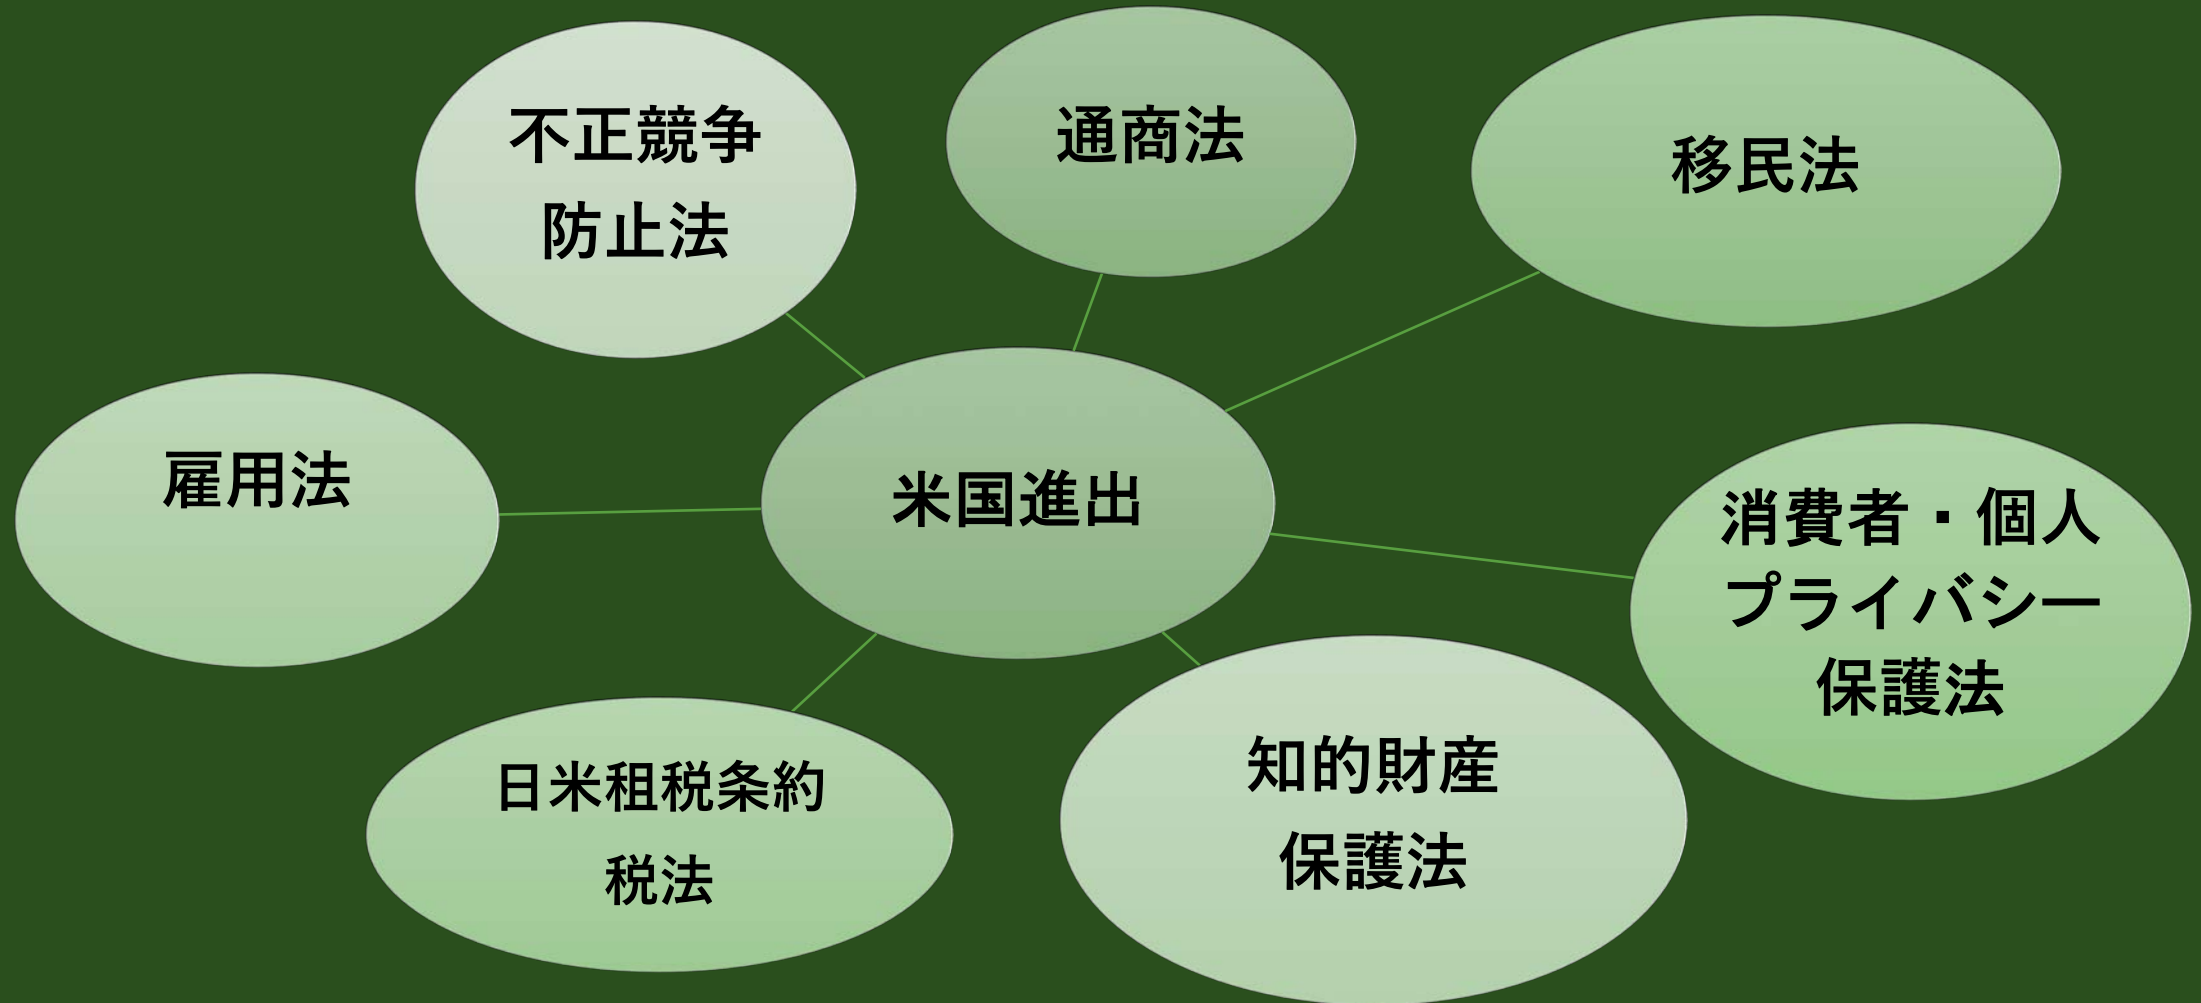 不正競争
防止法
通商法
移民法
雇用法
米国進出
消費者・個人
プライバシー
保護法
日米租税条約
税法
知的財産
保護法